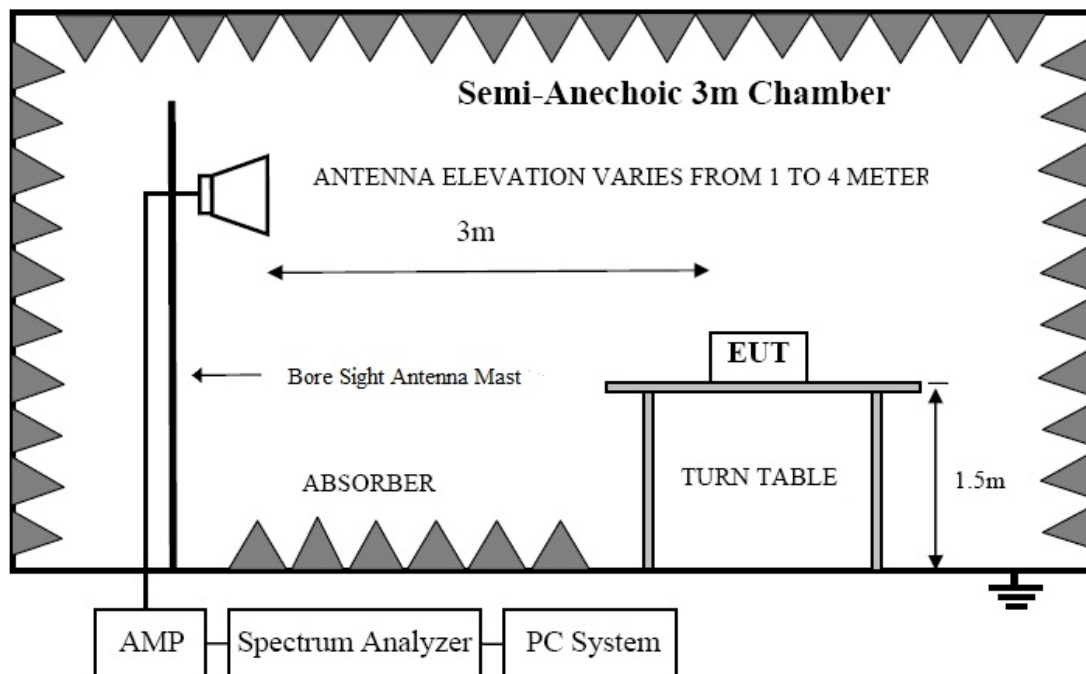 Semi-Anechoic 3m Chamber
ANTENNA ELEVATION VARIES FROM 1 TO 4 METER
3m
EUT
Bore Sight Antenna Mast
ABSORBER
TURN TABLE
1.5m
AMP
Spectrum Analyzer
PC System